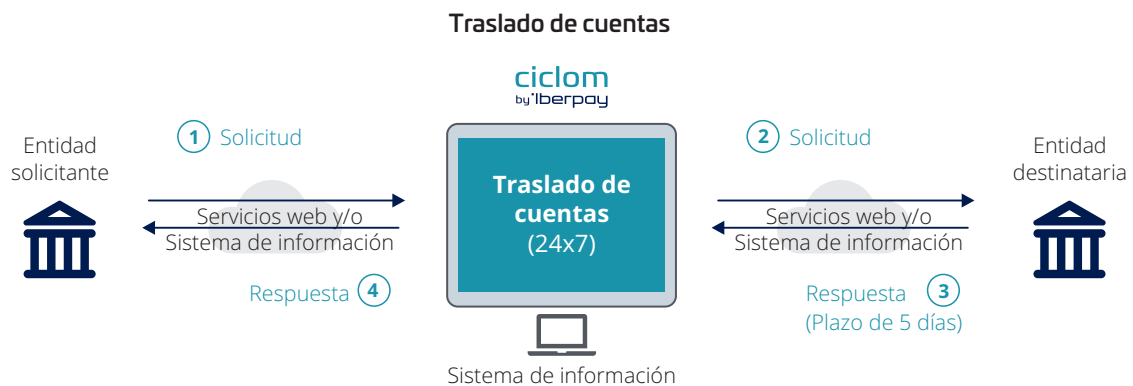 Traslado de cuentas
ciclom
by Iberpay
Entidad
solicitante
1 Solicitud
Servicios web y/o
Sistema de información
Respuesta 4
Traslado de
cuentas
(24x7)
Sistema de información
2 Solicitud
Servicios web y/o
Sistema de información
Respuesta 3
(Plazo de 5 días)
Entidad
destinataria